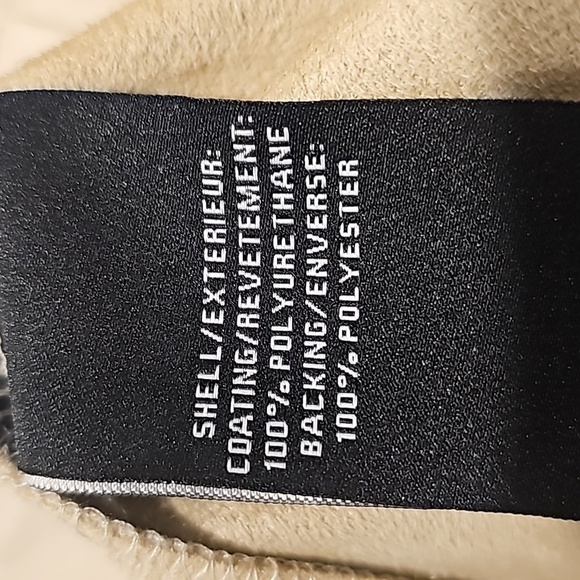 SHELL/EXTERIEUR:
COATING/REVETEMENT:
100% POLYURETHANE
BACKING/ENVERSE:
100% POLYESTER